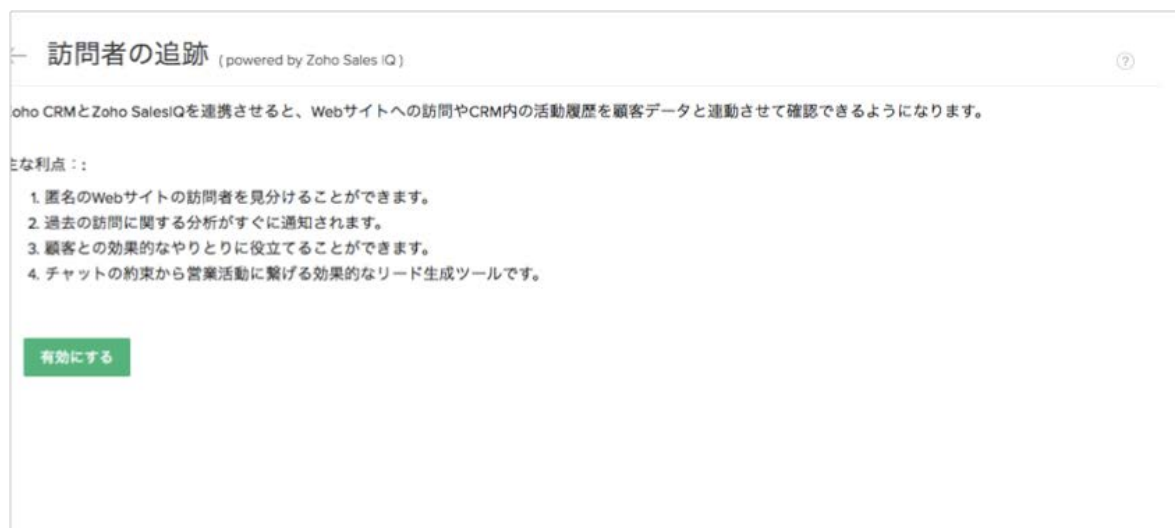 ← 訪問者の追跡 (powered by Zoho Sales IQ)
?
oho CRMとZoho SalesIQを連携させると、Webサイトへの訪問やCRM内の活動履歴を顧客データと連動させて確認できるようになります。
主な利点：:
1. 匿名のWebサイトの訪問者を見分けることができます。
2. 過去の訪問に関する分析がすぐに通知されます。
3. 顧客との効果的なやりとりに役立てることができます。
4. チャットの約束から営業活動に繋げる効果的なリード生成ツールです。
有効にする